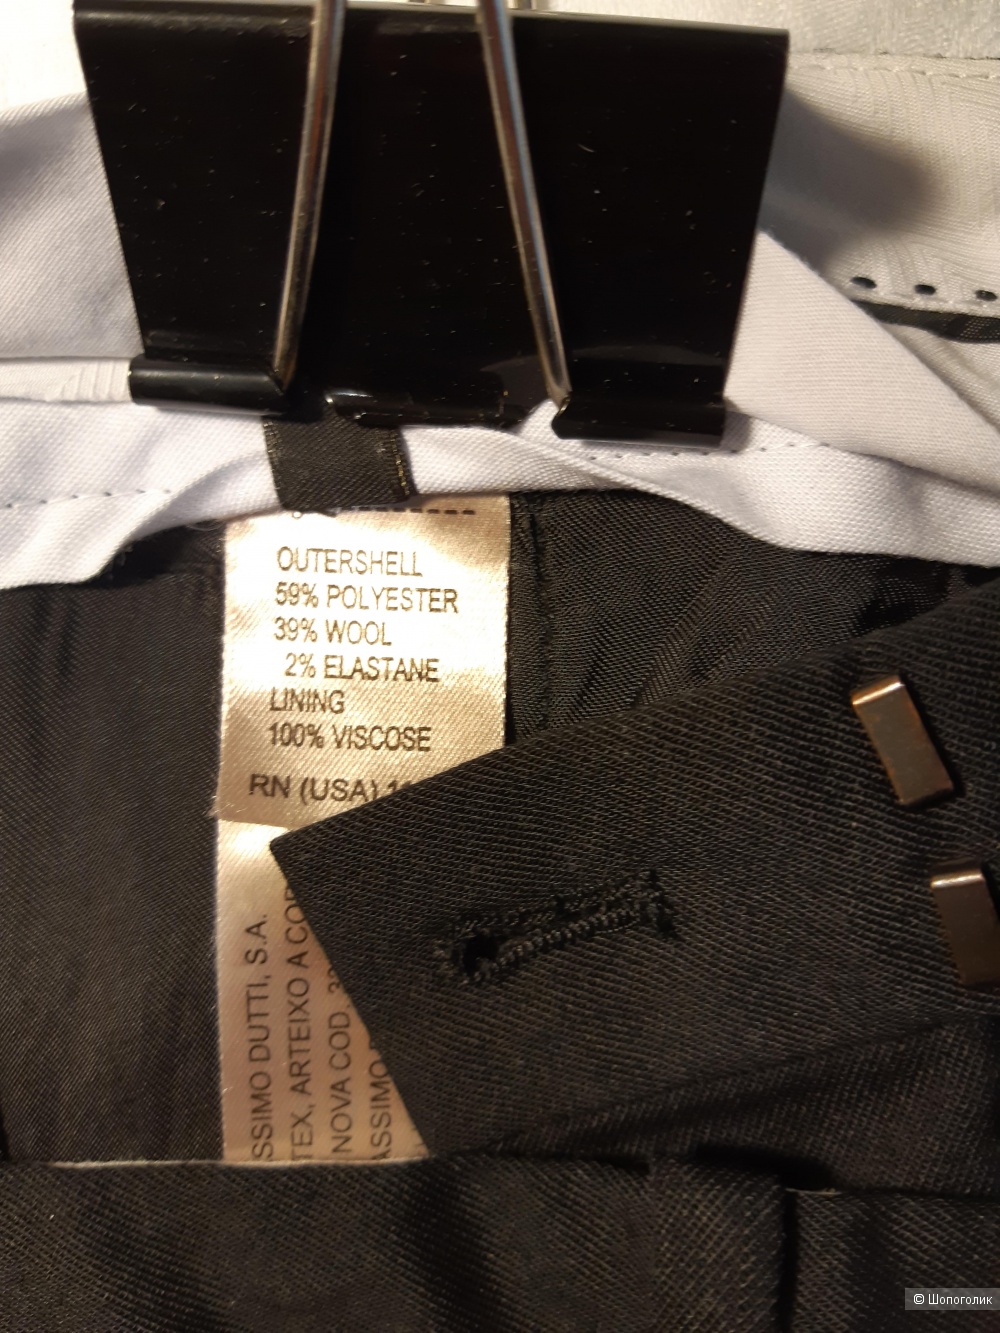 OUTERSHELL
59% POLYESTER
39% WOOL
2% ELASTANE
LINING
100% VISCOSE
RN (USA)
SSIMO DUTTI, S.A.
TEX, ARTEIXO A COR
NOVA COD.
ASSIMO
© Шопоголик